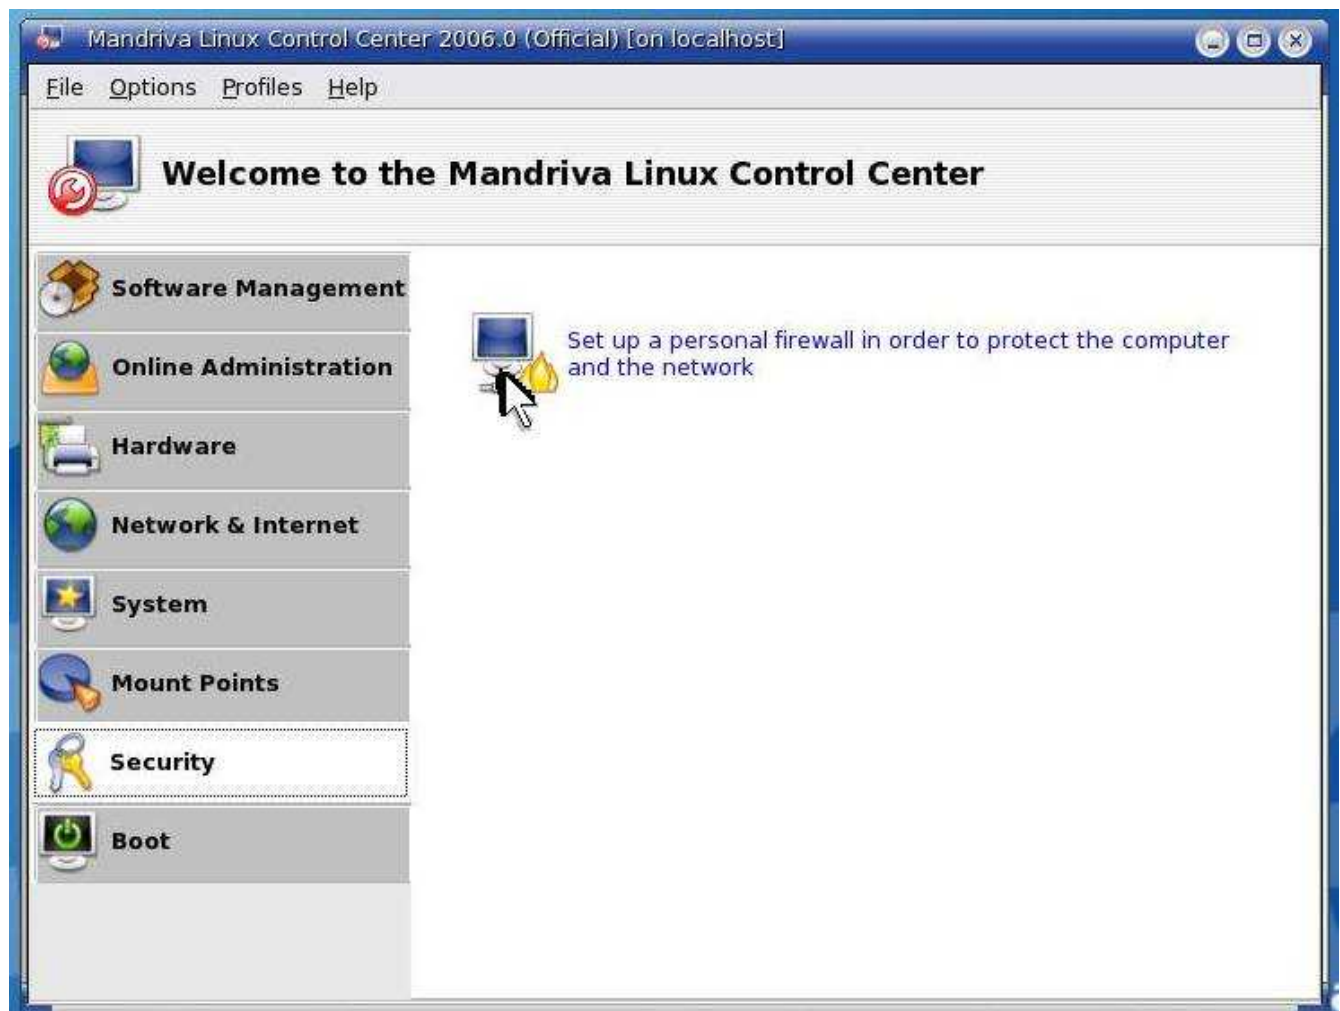 Mandriva Linux Control Center 2006.0 (Official) [on localhost]
File Options Profiles Help
Welcome to the Mandriva Linux Control Center
Software Management
Online Administration
Hardware
Network & Internet
System
Mount Points
Security
Boot
Set up a personal firewall in order to protect the computer
and the network